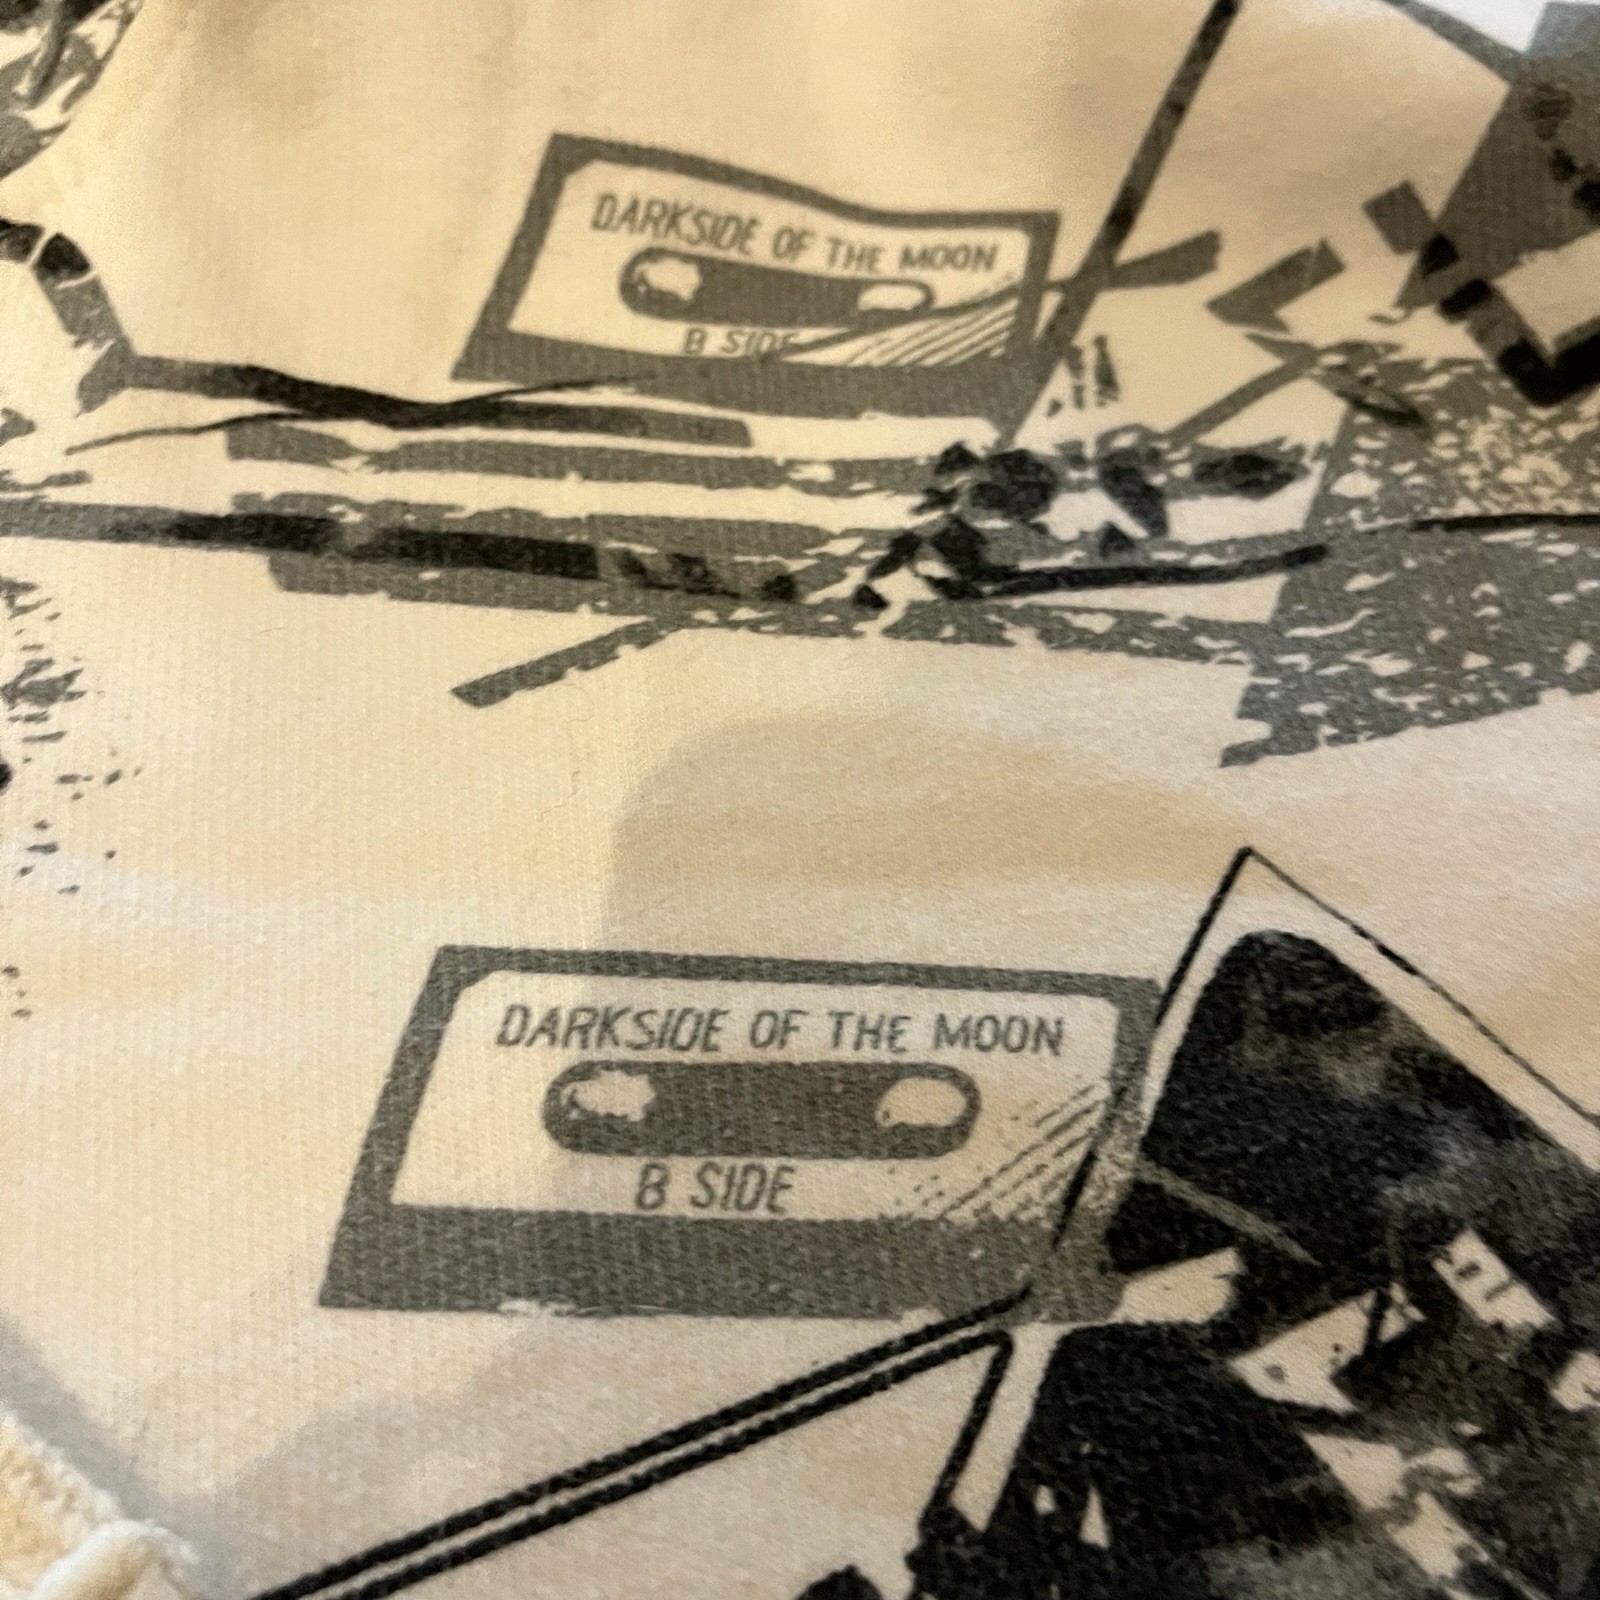 DARKSIDE OF THE MOON
B SIDE
DARKSIDE OF THE MOON
B SIDE